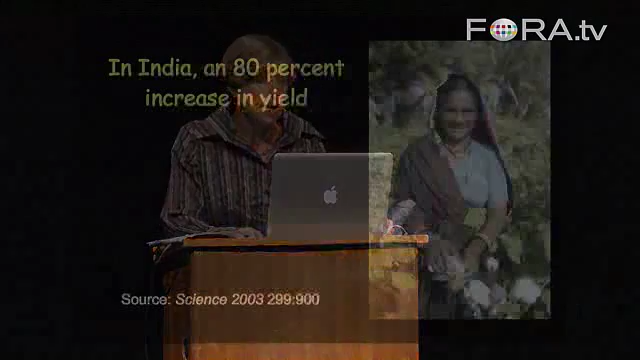 FORA.tv
In India, an 80 percent
increase in yield
Source: Science 2003 299:900